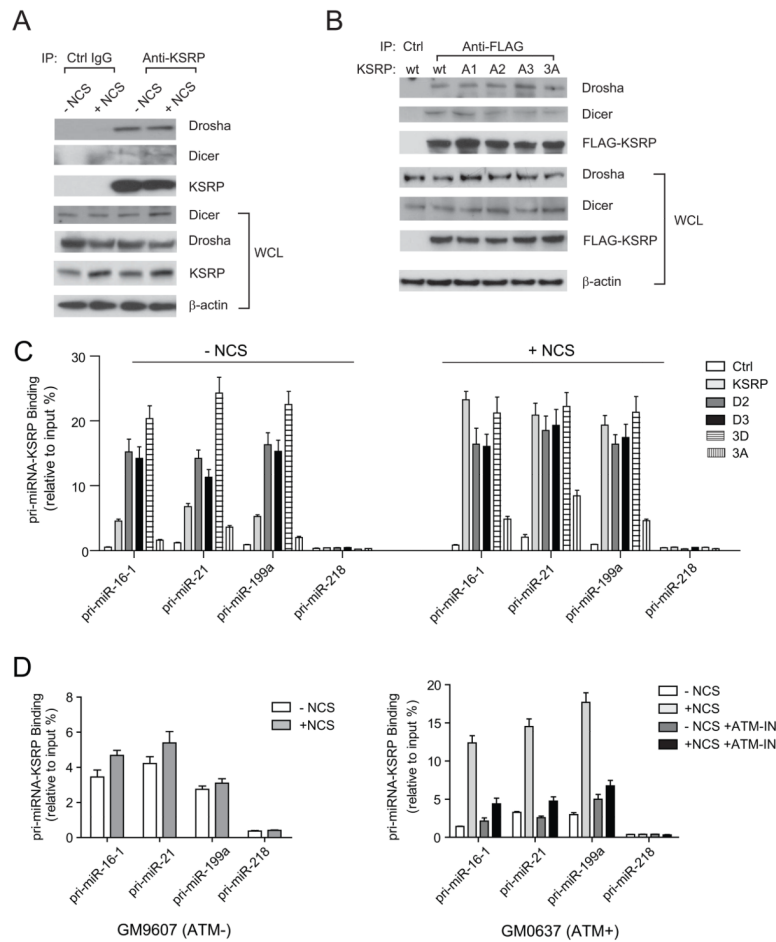 A
IP: Ctrl IgG Anti-KSRP
- NCS + NCS - NCS + NCS
Drosha
Dicer
KSRP
Dicer
Drosha
KSRP
β-actin
WCL
B
IP: Ctrl Anti-FLAG
KSRP: wt wt A1 A2 A3 3A
Drosha
Dicer
FLAG-KSRP
Drosha
Dicer
FLAG-KSRP
β-actin
WCL
C
- NCS
+ NCS
pri-miRNA-KSRP Binding
(relative to input %)
30
20
10
0
pri-miR-16-1
pri-miR-21
pri-miR-199a
pri-miR-218
pri-miR-16-1
pri-miR-21
pri-miR-199a
pri-miR-218
Ctrl
KSRP
D2
D3
3D
3A
D
pri-miRNA-KSRP Binding
(relative to input %)
8
6
4
2
0
- NCS
+NCS
pri-miR-16-1
pri-miR-21
pri-miR-199a
pri-miR-218
GM9607 (ATM-)
pri-miRNA-KSRP Binding
(relative to input %)
20
15
10
5
0
- NCS
+NCS
- NCS +ATM-IN
+NCS +ATM-IN
pri-miR-16-1
pri-miR-21
pri-miR-199a
pri-miR-218
GM0637 (ATM+)